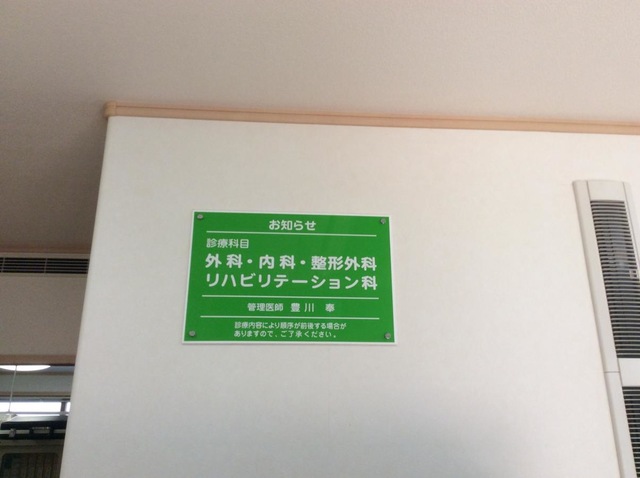 お知らせ
診療科目
外科・内科・整形外科
リハビリテーション科
管理医師 豊川 奉
診療内容により順序が前後する場合が
ありますので、ご了承ください。